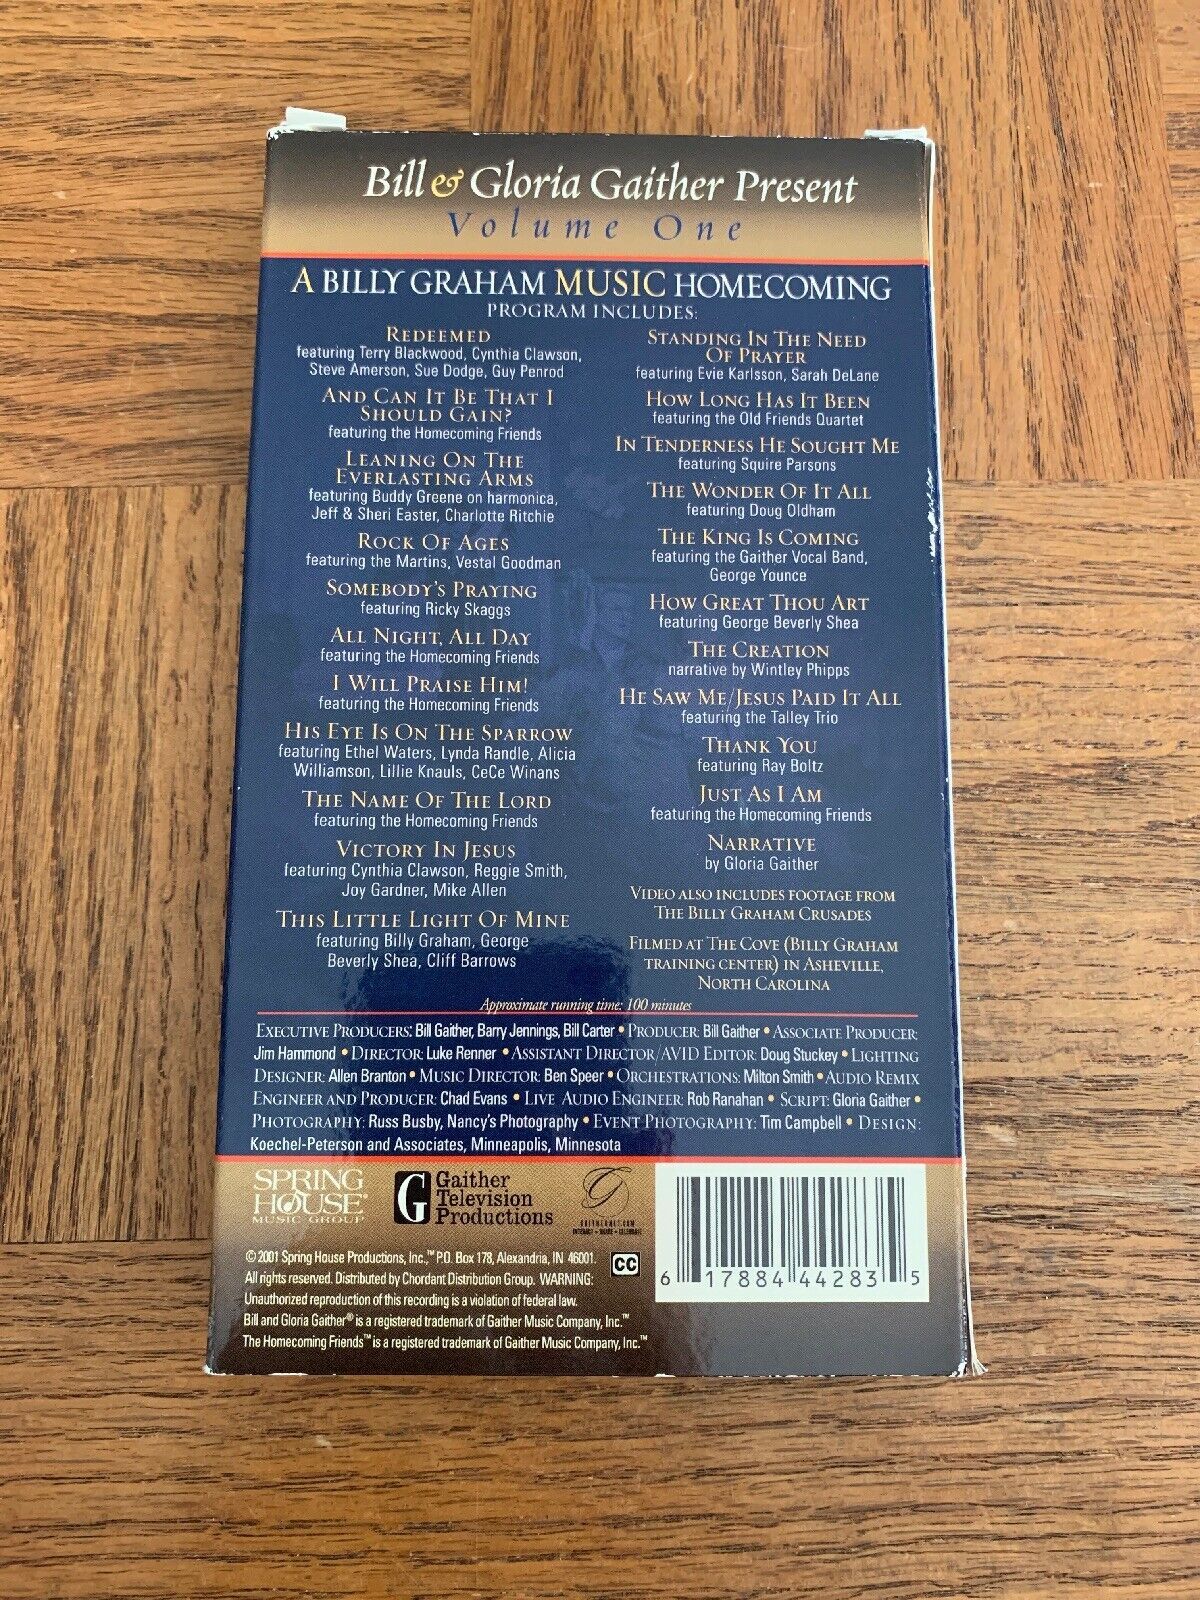 Bill & Gloria Gaither Present
Volume One
A BILLY GRAHAM MUSIC HOMECOMING
PROGRAM INCLUDES:
REDEEMED
featuring Terry Blackwood, Cynthia Clawson,
Steve Amerson, Sue Dodge, Guy Penrod
AND CAN IT BE THAT I
SHOULD GAIN?
featuring the Homecoming Friends
LEANING ON THE
EVERLASTING ARMS
featuring Buddy Greene on harmonica,
Jeff & Sheri Easter, Charlotte Ritchie
ROCK OF AGES
featuring the Martins, Vestal Goodman
SOMEBODY'S PRAYING
featuring Ricky Skaggs
ALL NIGHT, ALL DAY
featuring the Homecoming Friends
I WILL PRAISE HIM!
featuring the Homecoming Friends
HIS EYE IS ON THE SPARROW
featuring Ethel Waters, Lynda Randle, Alicia
Williamson, Lillie Knauls, CeCe Winans
THE NAME OF THE LORD
featuring the Homecoming Friends
VICTORY IN JESUS
featuring Cynthia Clawson, Reggie Smith,
Joy Gardner, Mike Allen
THIS LITTLE LIGHT OF MINE
featuring Billy Graham, George
Beverly Shea, Cliff Barrows
STANDING IN THE NEED
OF PRAYER
featuring Evie Karlsson, Sarah DeLane
HOW LONG HAS IT BEEN
featuring the Old Friends Quartet
IN TENDERNESS HE SOUGHT ME
featuring Squire Parsons
THE WONDER OF IT ALL
featuring Doug Oldham
THE KING IS COMING
featuring the Gaither Vocal Band,
George Younce
HOW GREAT THOU ART
featuring George Beverly Shea
THE CREATION
narrative by Wintley Phipps
HE SAW ME/JESUS PAID IT ALL
featuring the Talley Trio
THANK YOU
featuring Ray Boltz
JUST AS I AM
featuring the Homecoming Friends
NARRATIVE
by Gloria Gaither
VIDEO ALSO INCLUDES FOOTAGE FROM
THE BILLY GRAHAM CRUSADES
FILMED AT THE COVE (BILLY GRAHAM
TRAINING CENTER) IN ASHEVILLE,
NORTH CAROLINA
Approximate running time: 100 minutes
EXECUTIVE PRODUCERS: Bill Gaither, Barry Jennings, Bill Carter • PRODUCER: Bill Gaither • ASSOCIATE PRODUCER:
Jim Hammond • DIRECTOR: Luke Renner • ASSISTANT DIRECTOR/AVID EDITOR: Doug Stuckey • LIGHTING
DESIGNER: Allen Branton • MUSIC DIRECTOR: Ben Speer • ORCHESTRATIONS: Milton Smith • AUDIO REMIX
ENGINEER AND PRODUCER: Chad Evans • LIVE AUDIO ENGINEER: Rob Ranahan • SCRIPT: Gloria Gaither •
PHOTOGRAPHY: Russ Busby, Nancy's Photography • EVENT PHOTOGRAPHY: Tim Campbell • DESIGN:
Koechel-Peterson and Associates, Minneapolis, Minnesota
SPRING
HOUSE®
MUSIC GROUP
G
Gaither
Television
Productions
G
GAITHERNET.COM
© 2001 Spring House Productions, Inc.,™ P.O. Box 178, Alexandria, IN 46001.
All rights reserved. Distributed by Chordant Distribution Group. WARNING:
Unauthorized reproduction of this recording is a violation of federal law.
Bill and Gloria Gaither® is a registered trademark of Gaither Music Company, Inc.™
The Homecoming Friends™ is a registered trademark of Gaither Music Company, Inc.™
CC
6 17884 44283 5